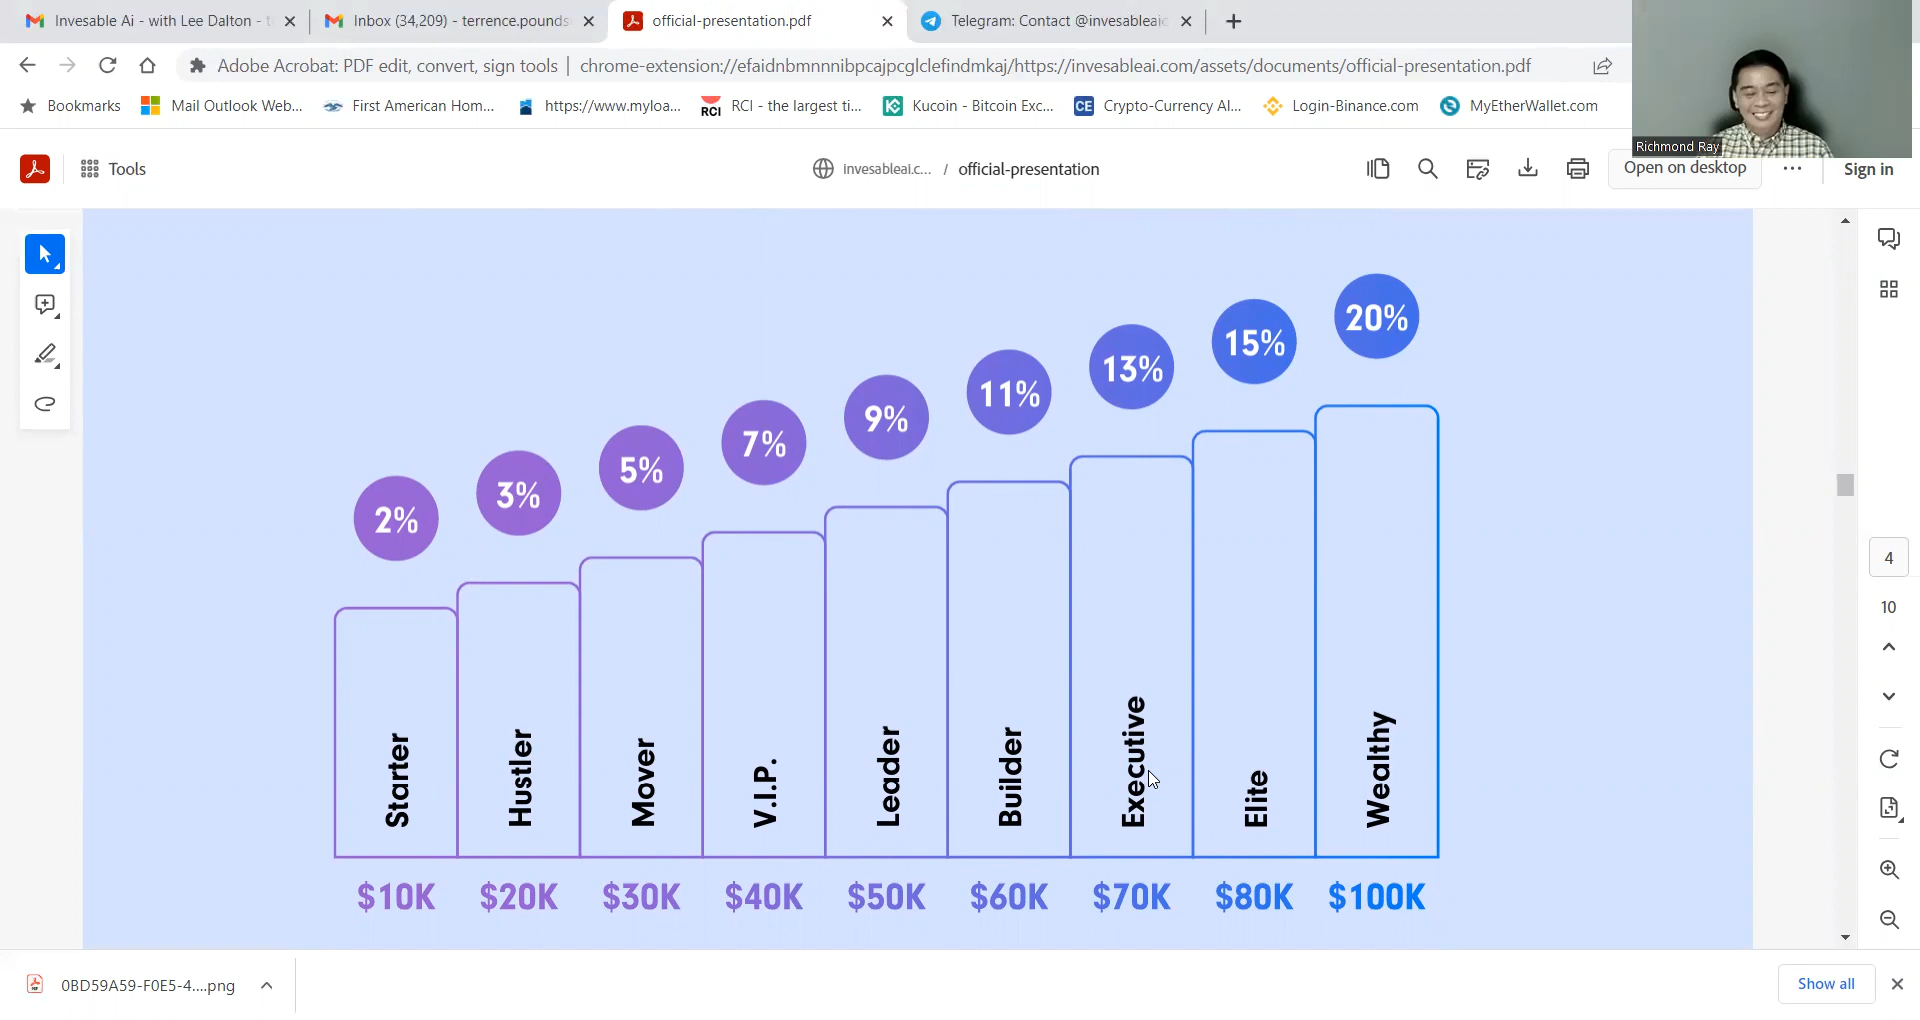 Invesable Ai - with Lee Dalton - t
Inbox (34,209) - terrence.pounds
official-presentation.pdf
Telegram: Contact @invesableaic
Adobe Acrobat: PDF edit, convert, sign tools | chrome-extension://efaidnbmnnnibpcajpcglclefindmkaj/https://invesableai.com/assets/documents/official-presentation.pdf
Bookmarks
Mail Outlook Web...
First American Hom...
https://www.myloa...
RCI
RCI - the largest ti...
Kucoin - Bitcoin Exc...
CE
Crypto-Currency Al...
Login-Binance.com
MyEtherWallet.com
Richmond Ray
Tools
invesableai.c... / official-presentation
Open on desktop
Sign in
2%
3%
5%
7%
9%
11%
13%
15%
20%
Starter
Hustler
Mover
V.I.P.
Leader
Builder
Executive
Elite
Wealthy
$10K
$20K
$30K
$40K
$50K
$60K
$70K
$80K
$100K
4
10
0BD59A59-F0E5-4....png
Show all